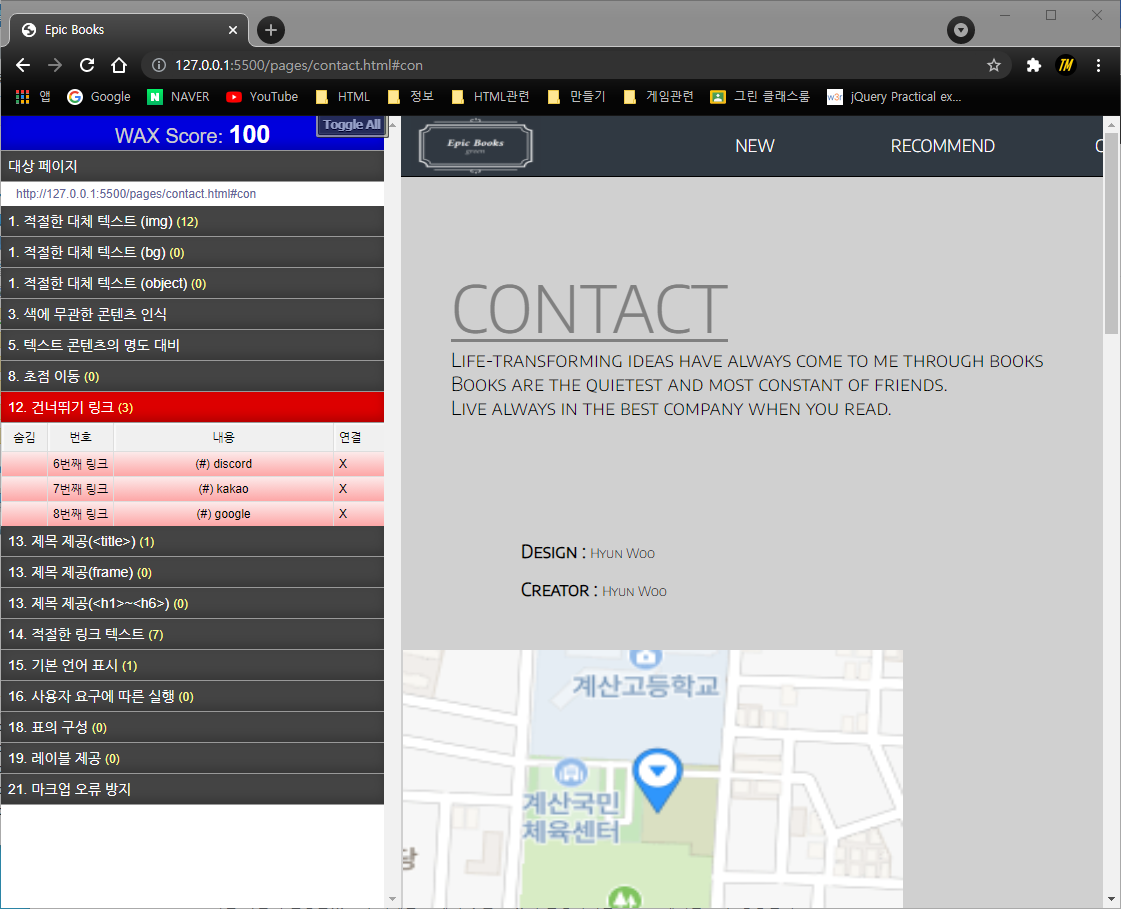 Epic Books
127.0.0.1:5500/pages/contact.html#con
앱 Google NAVER YouTube HTML 정보 HTML관련 만들기 게임관련 그린 클래스룸 jQuery Practical ex...
WAX Score: 100
Toggle All
대상 페이지
http://127.0.0.1:5500/pages/contact.html#con
1. 적절한 대체 텍스트 (img) (12)
1. 적절한 대체 텍스트 (bg) (0)
1. 적절한 대체 텍스트 (object) (0)
3. 색에 무관한 콘텐츠 인식
5. 텍스트 콘텐츠의 명도 대비
8. 초점 이동 (0)
12. 건너뛰기 링크 (3)
숨김 번호 내용 연결
6번째 링크 (#) discord X
7번째 링크 (#) kakao X
8번째 링크 (#) google X
13. 제목 제공(<title>) (1)
13. 제목 제공(frame) (0)
13. 제목 제공(<h1>~<h6>) (0)
14. 적절한 링크 텍스트 (7)
15. 기본 언어 표시 (1)
16. 사용자 요구에 따른 실행 (0)
18. 표의 구성 (0)
19. 레이블 제공 (0)
21. 마크업 오류 방지
Epic Books
NEW RECOMMEND
CONTACT
Life-transforming ideas have always come to me through books
Books are the quietest and most constant of friends.
Live always in the best company when you read.
Design : Hyun Woo
Creator : Hyun Woo
계산고등학교
계산국민
체육센터
당